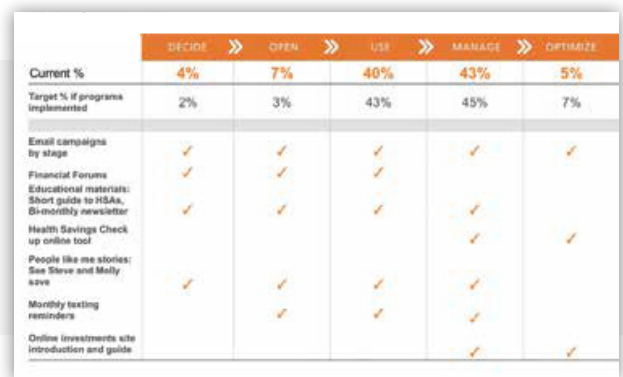 DECIDE » OPEN » USE » MANAGE » OPTIMIZE
Current % 4% 7% 40% 43% 5%
Target % if programs
implemented 2% 3% 43% 45% 7%
Email campaigns
by stage ✓ ✓ ✓ ✓ ✓
Financial Forums ✓ ✓ ✓
Educational materials:
Short guide to HSAs,
Bi-monthly newsletter ✓ ✓ ✓ ✓
Health Savings Check
up online tool ✓ ✓
People like me stories:
See Steve and Molly
save ✓ ✓ ✓ ✓
Monthly texting
reminders ✓ ✓ ✓
Online investments site
introduction and guide ✓ ✓